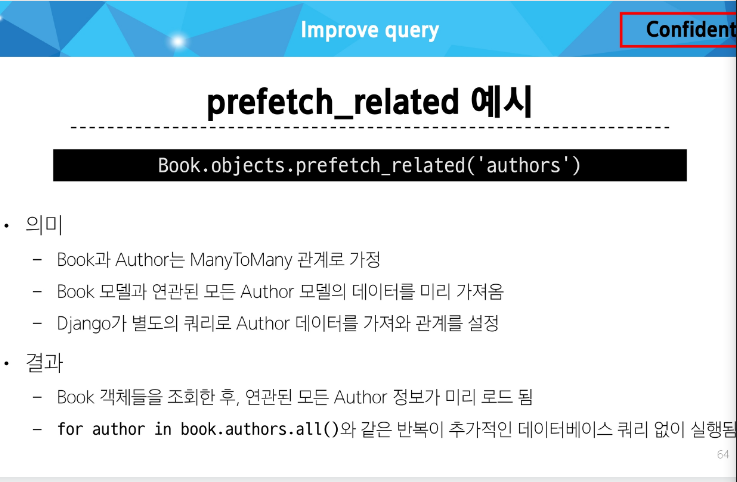 Improve query
Confident
prefetch_related 예시
Book.objects.prefetch_related('authors')
• 의미
– Book과 Author는 ManyToMany 관계로 가정
– Book 모델과 연관된 모든 Author 모델의 데이터를 미리 가져옴
– Django가 별도의 쿼리로 Author 데이터를 가져와 관계를 설정
• 결과
– Book 객체들을 조회한 후, 연관된 모든 Author 정보가 미리 로드 됨
– for author in book.authors.all()와 같은 반복이 추가적인 데이터베이스 쿼리 없이 실행됨
64